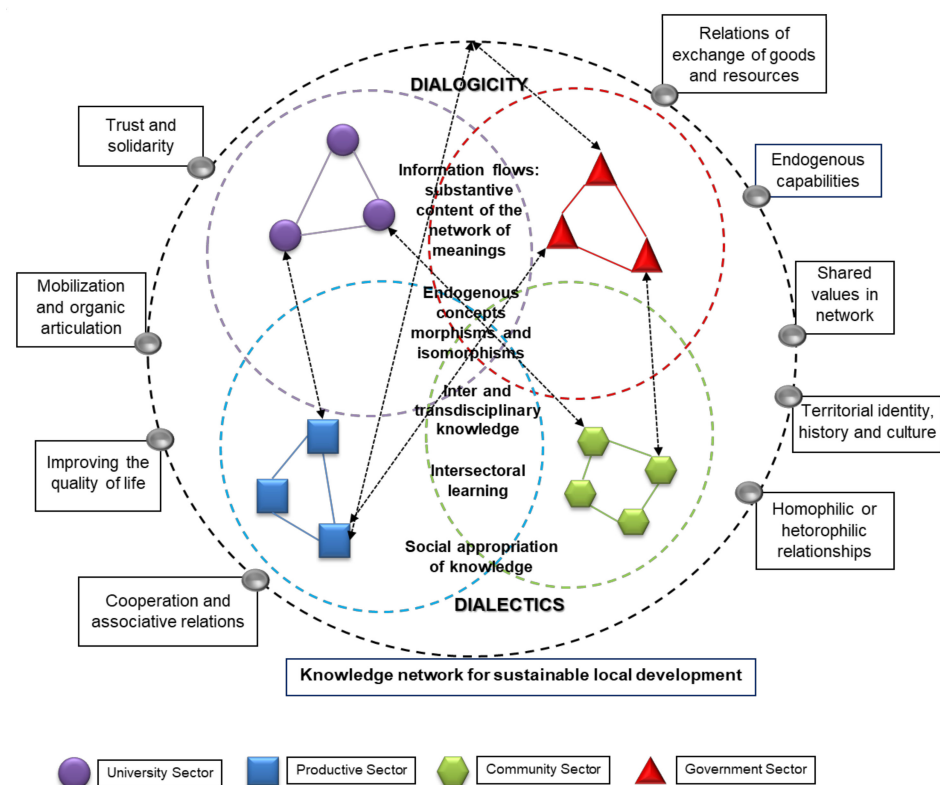 Relations of
exchange of goods
and resources
DIALOGICITY
Trust and
solidarity
Information flows:
substantive
content of the
network of
meanings
Endogenous
capabilities
Mobilization
and organic
articulation
Endogenous
concepts
morphisms and
isomorphisms
Shared
values in
network
Inter and
transdisciplinary
knowledge
Territorial identity,
history and culture
Improving the
quality of life
Intersectoral
learning
Homophilic or
hetorophilic
relationships
Social appropriation
of knowledge
Cooperation and
associative relations
DIALECTICS
Knowledge network for sustainable local development
University Sector
Productive Sector
Community Sector
Government Sector